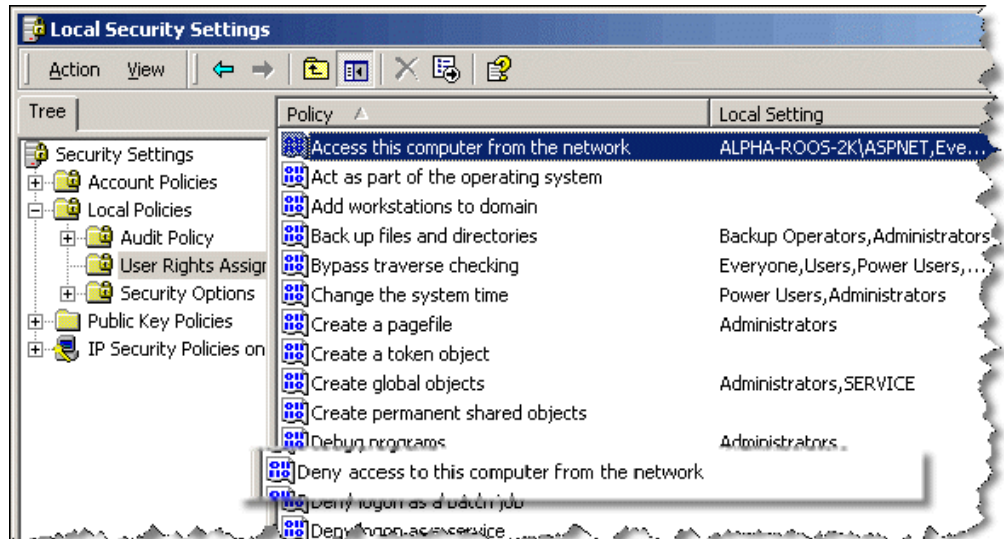 Local Security Settings
Action View
Tree
Policy Local Setting
Security Settings
Account Policies
Local Policies
Audit Policy
User Rights Assigr
Security Options
Public Key Policies
IP Security Policies on
Access this computer from the network ALPHA-ROOS-2K\ASPNET,Eve...
Act as part of the operating system
Add workstations to domain
Back up files and directories Backup Operators,Administrators
Bypass traverse checking Everyone,Users,Power Users,...
Change the system time Power Users,Administrators
Create a pagefile Administrators
Create a token object
Create global objects Administrators,SERVICE
Create permanent shared objects
Debug programs Administrators
Deny access to this computer from the network
Deny logon as a batch job
Deny logon as a service